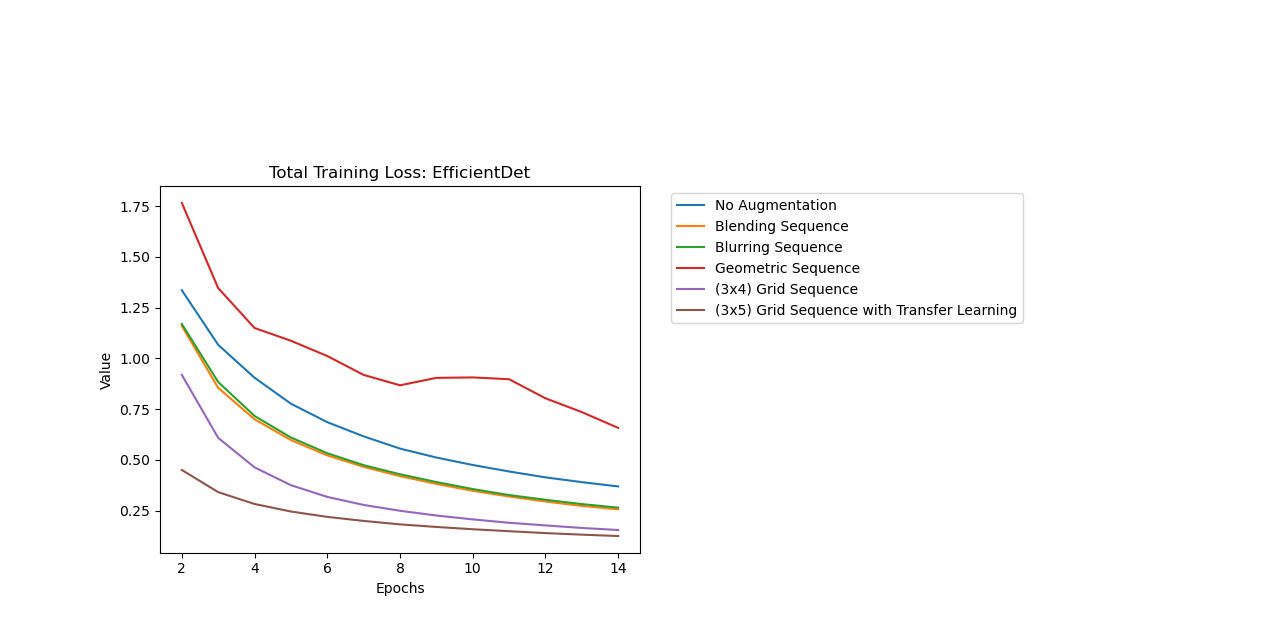 Total Training Loss: EfficientDet
1.75
1.50
1.25
1.00
0.75
0.50
0.25
Value
2 4 6 8 10 12 14
Epochs
No Augmentation
Blending Sequence
Blurring Sequence
Geometric Sequence
(3x4) Grid Sequence
(3x5) Grid Sequence with Transfer Learning